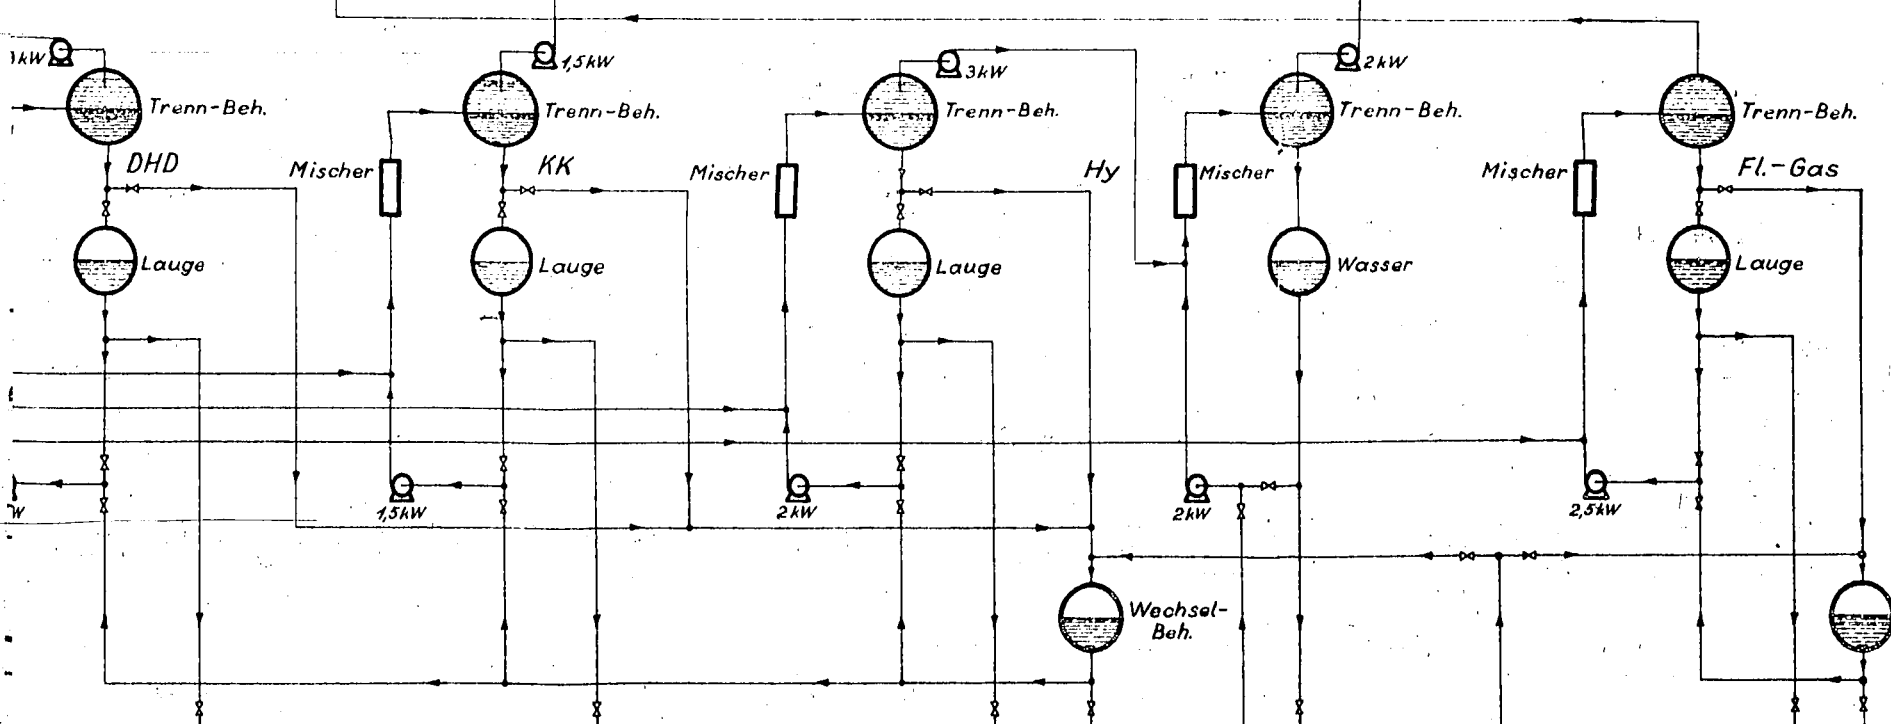 1,5kW
3kW
2kW
kW
Trenn-Beh.
Trenn-Beh.
Trenn-Beh.
Trenn-Beh.
Trenn-Beh.
DHD
Mischer
KK
Mischer
Hy
Mischer
Mischer
Fl.-Gas
Lauge
Lauge
Lauge
Wasser
Lauge
1,5kW
2kW
2kW
2,5kW
W
Wechsel-
Beh.